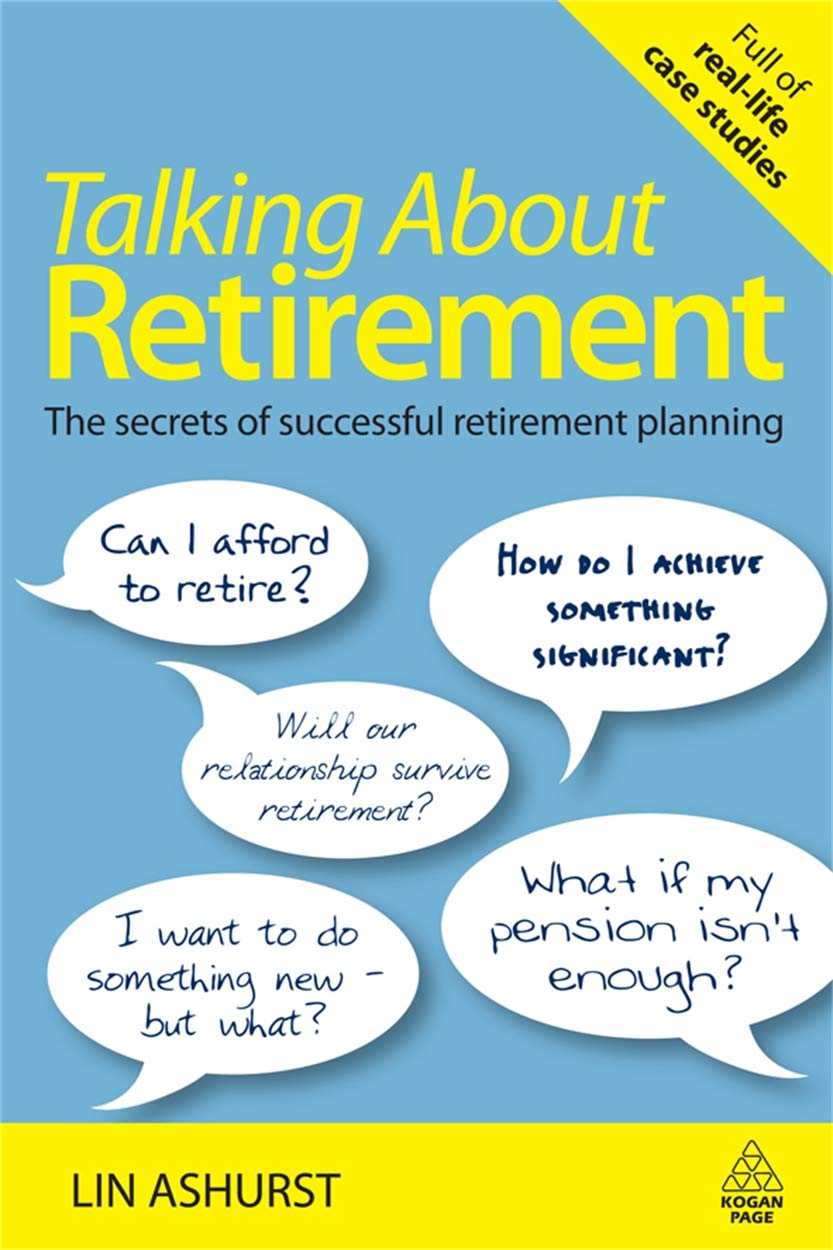 Full of
real-life
case studies
Talking About
Retirement
The secrets of successful retirement planning
Can I afford
to retire?
How do I achieve
something
significant?
Will our
relationship survive
retirement?
What if my
pension isn't
enough?
I want to do
something new -
but what?
LIN ASHURST
KOGAN
PAGE